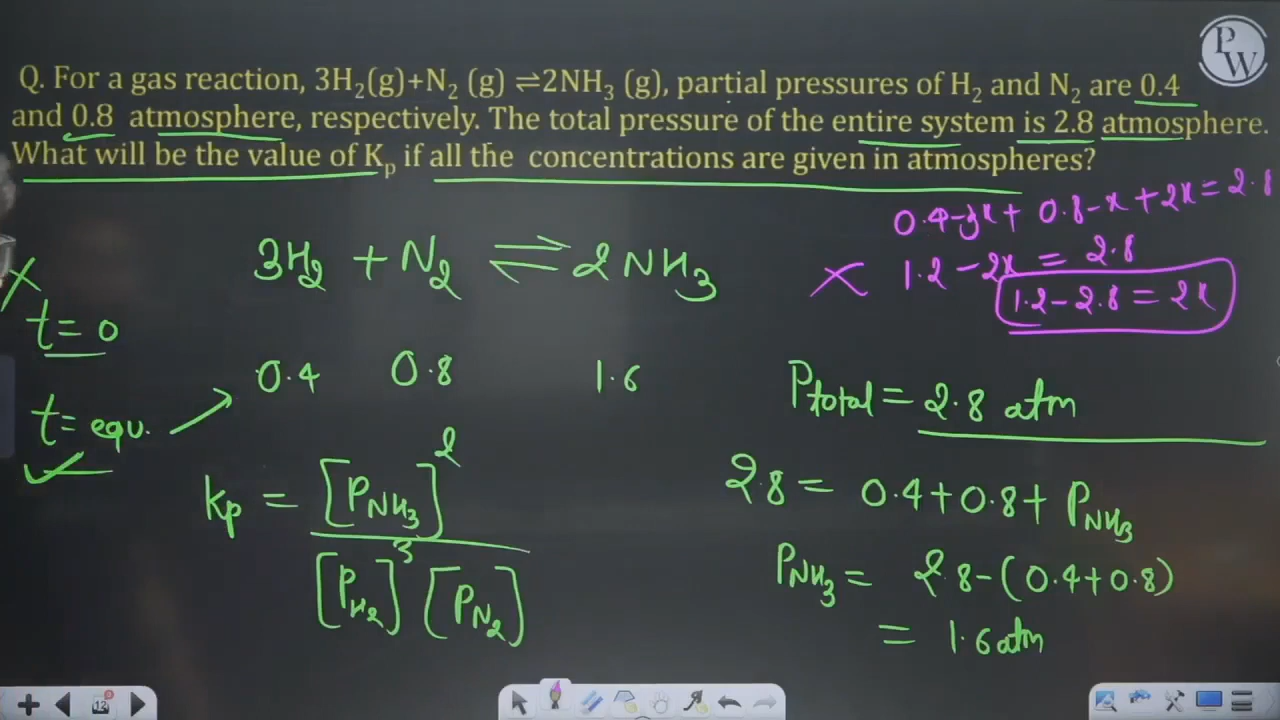 PW
Q. For a gas reaction, 3H₂(g)+N₂ (g) ⇌2NH₃ (g), partial pressures of H₂ and N₂ are 0.4
and 0.8 atmosphere, respectively. The total pressure of the entire system is 2.8 atmosphere.
What will be the value of Kₚ if all the concentrations are given in atmospheres?
0.4-3x + 0.8-x + 2x = 2.8
1.2 - 2x = 2.8
1.2 - 2.8 = 2x
3H₂ + N₂ ⇌ 2NH₃
t = 0
0.4 0.8 1.6
t = equ.
Ptotal = 2.8 atm
kp = [PNH₃]² / [PH₂]³ [PN₂]
2.8 = 0.4 + 0.8 + PNH₃
PNH₃ = 2.8 - (0.4 + 0.8)
= 1.6 atm
12